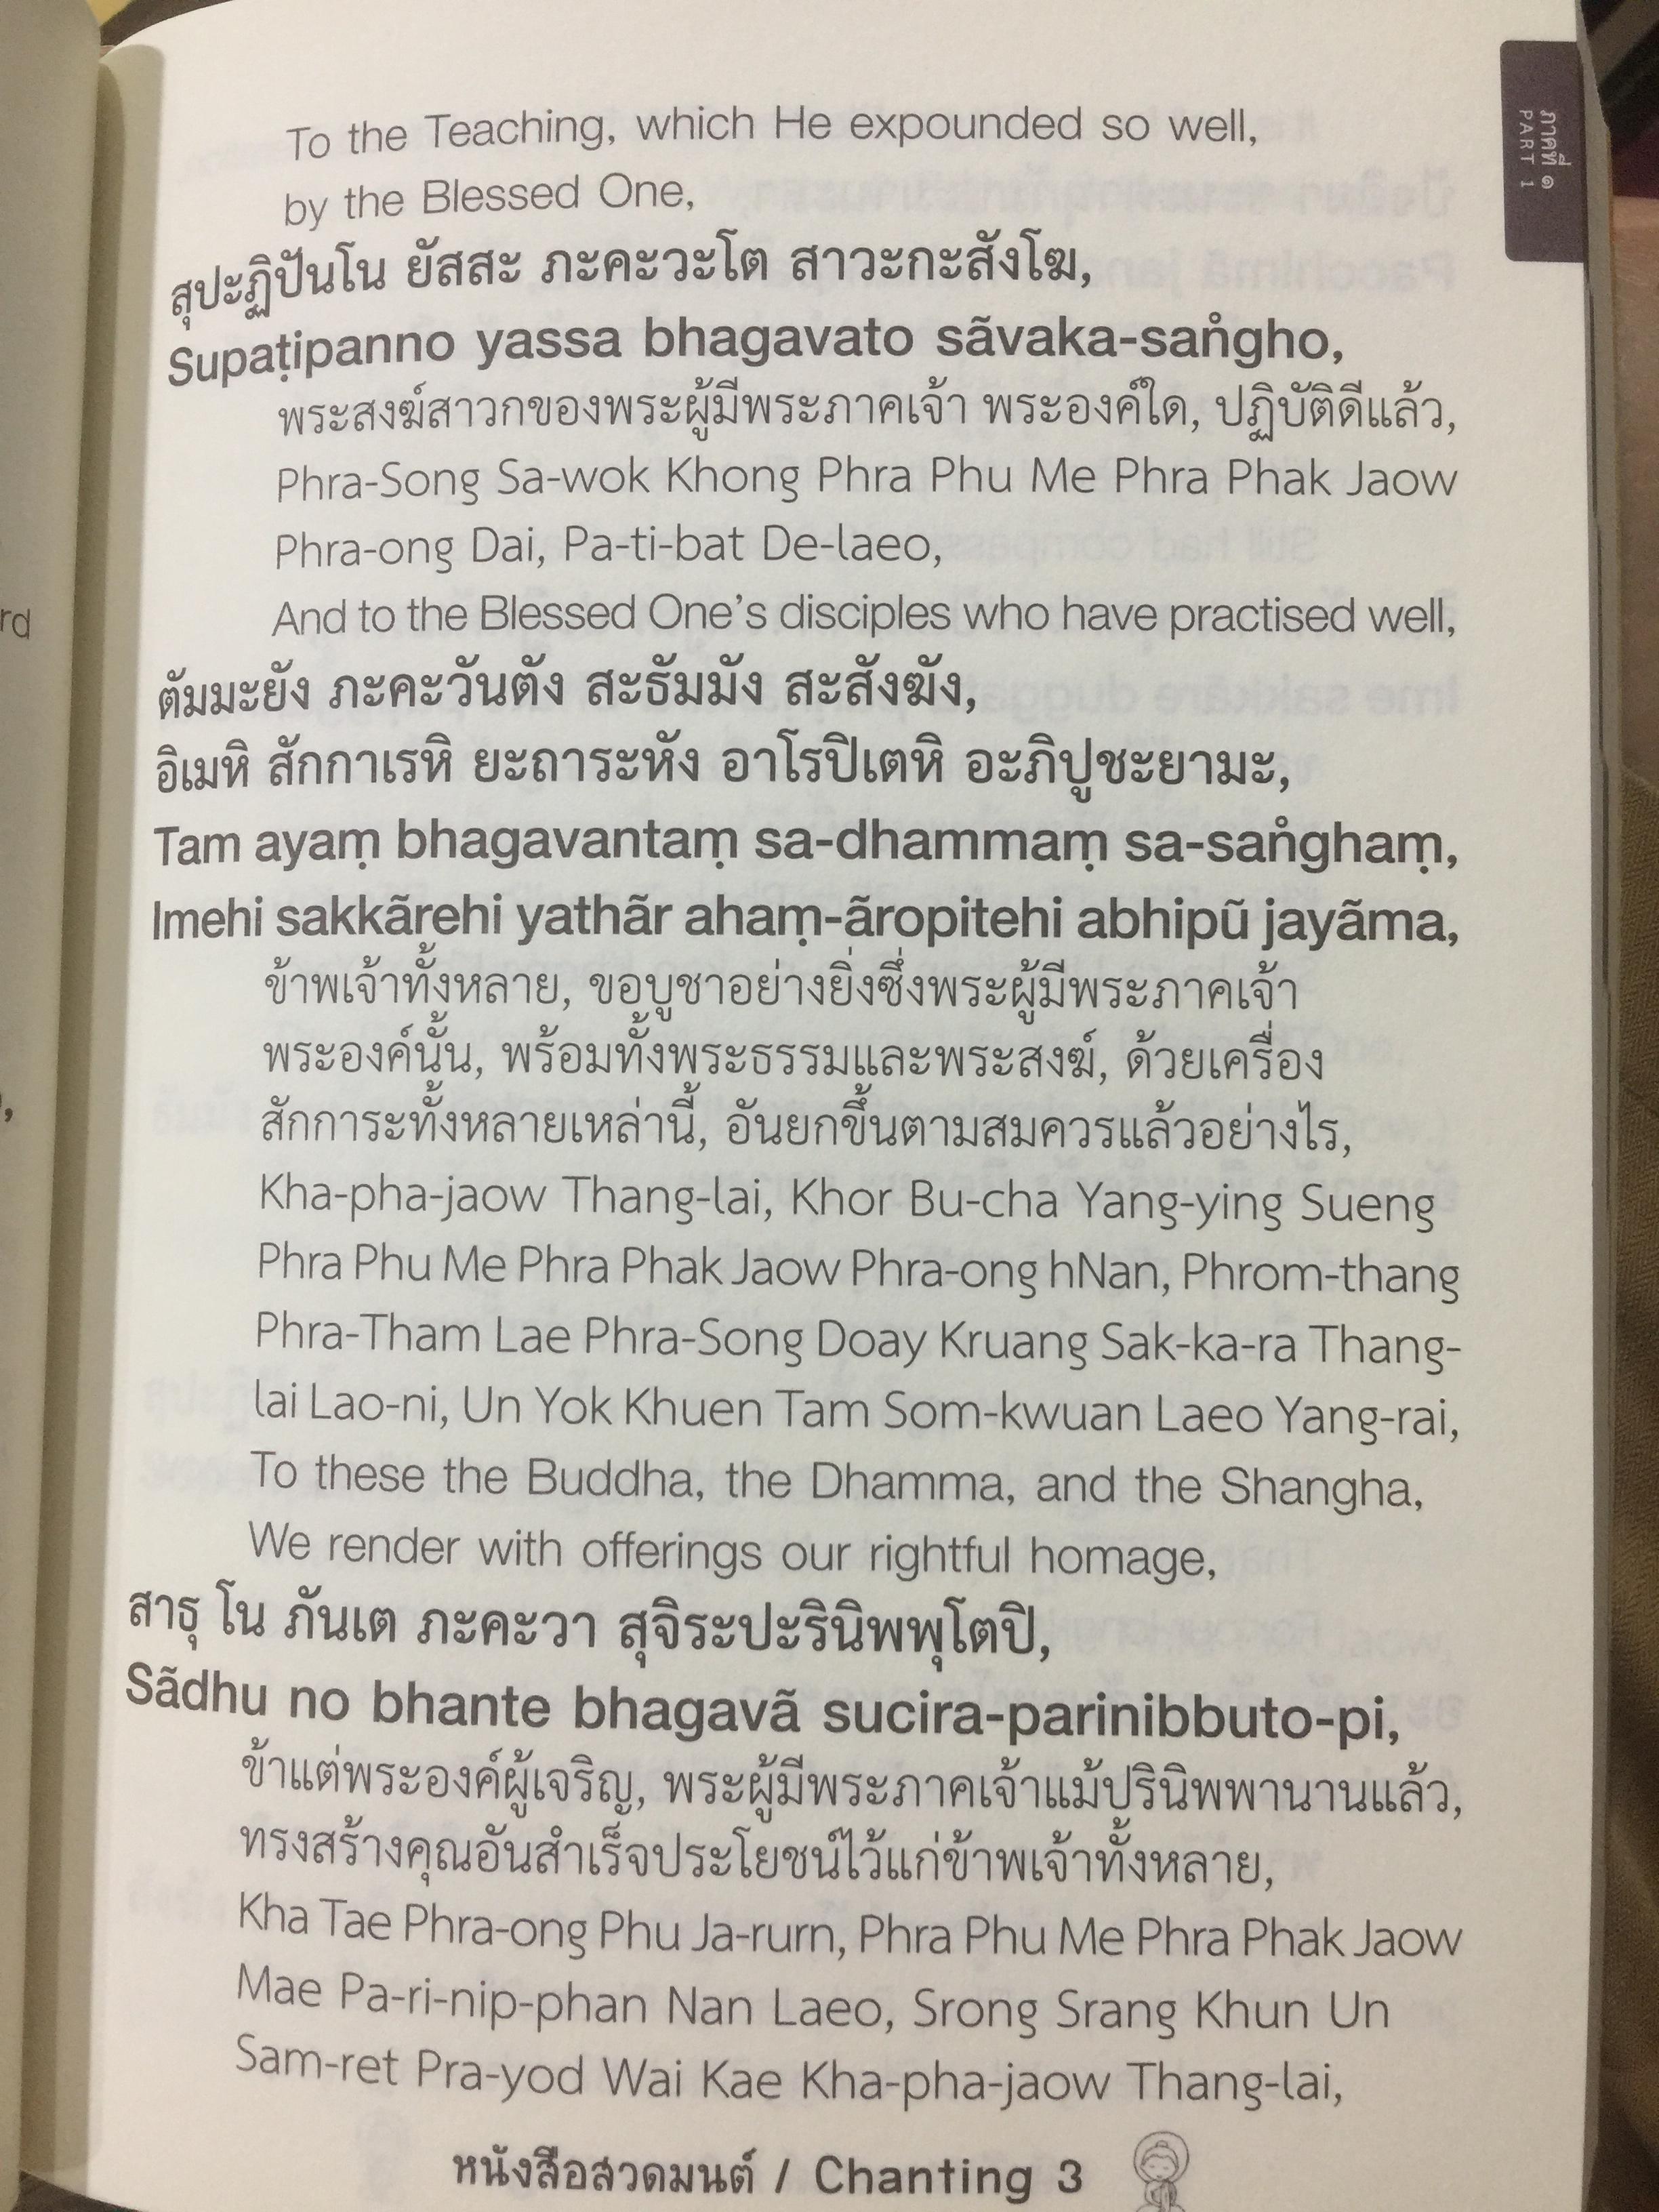 ภาคที่ ๑
PART 1
To the Teaching, which He expounded so well,
by the Blessed One,
สุปะฏิปันโน ยัสสะ ภะคะวะโต สาวะกะสังโฆ,
Supaṭipanno yassa bhagavato sãvaka-saṅgho,
พระสงฆ์สาวกของพระผู้มีพระภาคเจ้า พระองค์ใด, ปฏิบัติดีแล้ว,
Phra-Song Sa-wok Khong Phra Phu Me Phra Phak Jaow
Phra-ong Dai, Pa-ti-bat De-laeo,
And to the Blessed One's disciples who have practised well,
ตัมมะยัง ภะคะวันตัง สะธัมมัง สะสังฆัง,
อิเมหิ สักกาเรหิ ยะถาระหัง อาโรปิเตหิ อะภิปูชะยามะ,
Tam ayaṃ bhagavantaṃ sa-dhammaṃ sa-saṅghaṃ,
Imehi sakkãrehi yathãr ahaṃ-ãropitehi abhipũ jayãma,
ข้าพเจ้าทั้งหลาย, ขอบูชาอย่างยิ่งซึ่งพระผู้มีพระภาคเจ้า
พระองค์นั้น, พร้อมทั้งพระธรรมและพระสงฆ์, ด้วยเครื่อง
สักการะทั้งหลายเหล่านี้, อันยกขึ้นตามสมควรแล้วอย่างไร,
Kha-pha-jaow Thang-lai, Khor Bu-cha Yang-ying Sueng
Phra Phu Me Phra Phak Jaow Phra-ong hNan, Phrom-thang
Phra-Tham Lae Phra-Song Doay Kruang Sak-ka-ra Thang-
lai Lao-ni, Un Yok Khuen Tam Som-kwuan Laeo Yang-rai,
To these the Buddha, the Dhamma, and the Shangha,
We render with offerings our rightful homage,
สาธุ โน ภันเต ภะคะวา สุจิระปะรินิพพุโตปิ,
Sãdhu no bhante bhagavã sucira-parinibbuto-pi,
ข้าแต่พระองค์ผู้เจริญ, พระผู้มีพระภาคเจ้าแม้ปรินิพพานนานแล้ว,
ทรงสร้างคุณอันสำเร็จประโยชน์ไว้แก่ข้าพเจ้าทั้งหลาย,
Kha Tae Phra-ong Phu Ja-rurn, Phra Phu Me Phra Phak Jaow
Mae Pa-ri-nip-phan Nan Laeo, Srong Srang Khun Un
Sam-ret Pra-yod Wai Kae Kha-pha-jaow Thang-lai,
หนังสือสวดมนต์ / Chanting 3